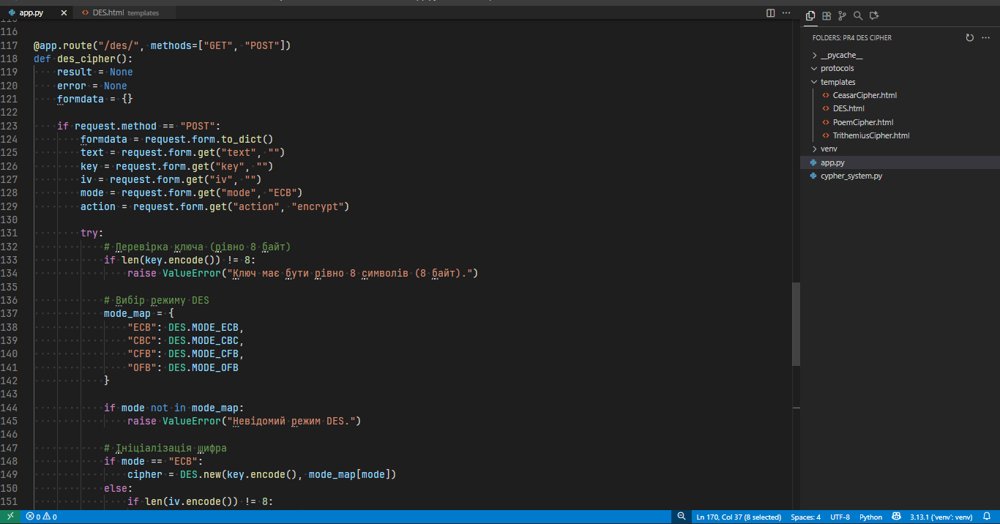 app.py
DES.html templates
116
117 @app.route("/des/", methods=["GET", "POST"])
118 def des_cipher():
119 result = None
120 error = None
121 formdata = {}
122
123 if request.method == "POST":
124 formdata = request.form.to_dict()
125 text = request.form.get("text", "")
126 key = request.form.get("key", "")
127 iv = request.form.get("iv", "")
128 mode = request.form.get("mode", "ECB")
129 action = request.form.get("action", "encrypt")
130
131 try:
132 # Перевірка ключа (рівно 8 байт)
133 if len(key.encode()) != 8:
134 raise ValueError("Ключ має бути рівно 8 символів (8 байт).")
135
136 # Вибір режиму DES
137 mode_map = {
138 "ECB": DES.MODE_ECB,
139 "CBC": DES.MODE_CBC,
140 "CFB": DES.MODE_CFB,
141 "OFB": DES.MODE_OFB
142 }
143
144 if mode not in mode_map:
145 raise ValueError("Невідомий режим DES.")
146
147 # Ініціалізація шифра
148 if mode == "ECB":
149 cipher = DES.new(key.encode(), mode_map[mode])
150 else:
151 if len(iv.encode()) != 8:
FOLDERS: PR4 DES CIPHER
__pycache__
protocols
templates
CeasarCipher.html
DES.html
PoemCipher.html
TrithemiusCipher.html
venv
app.py
cypher_system.py
0 0 Ln 170, Col 37 (8 selected) Spaces: 4 UTF-8 Python 3.13.1 ('venv': venv)